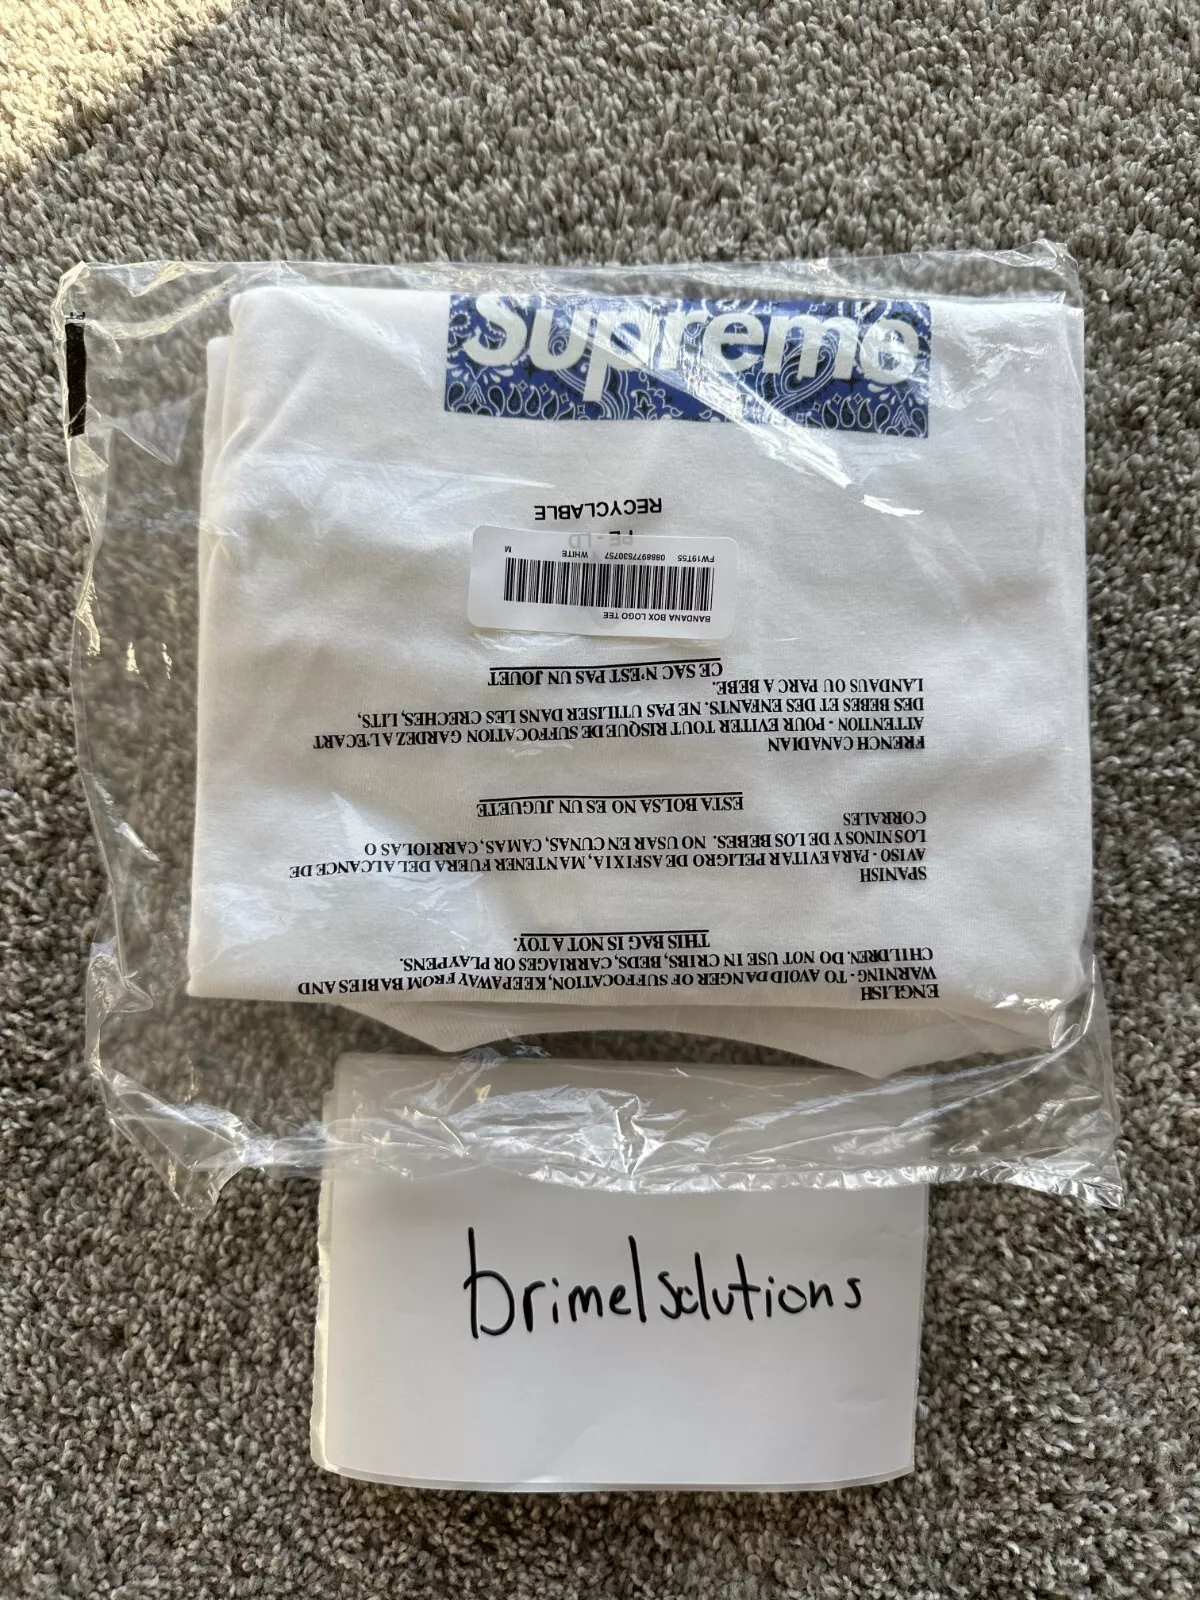 Supreme
ENGLISH
WARNING - TO AVOID DANGER OF SUFFOCATION, KEEP AWAY FROM BABIES AND
CHILDREN. DO NOT USE IN CRIBS, BEDS, CARRIAGES OR PLAYPENS.
THIS BAG IS NOT A TOY.
SPANISH
AVISO - PARA EVITAR PELIGRO DE ASFIXIA, MANTENER FUERA DEL ALCANCE DE
LOS NINOS Y DE LOS BEBES. NO USAR EN CUNAS, CAMAS, CARRIOLAS O
CORRALES
ESTA BOLSA NO ES UN JUGUETE
FRENCH CANADIAN
ATTENTION - POUR EVITER TOUT RISQUE DE SUFFOCATION GARDEZ A L'ECART
DES BEBES ET DES ENFANTS. NE PAS UTILISER DANS LES CRECHES, LITS,
LANDAUS OU PARC A BEBE.
CE SAC N'EST PAS UN JOUET
BANDANA BOX LOGO TEE
FW19T55 088897530757 WHITE M
PE - LD
RECYCLABLE
brimelsolutions